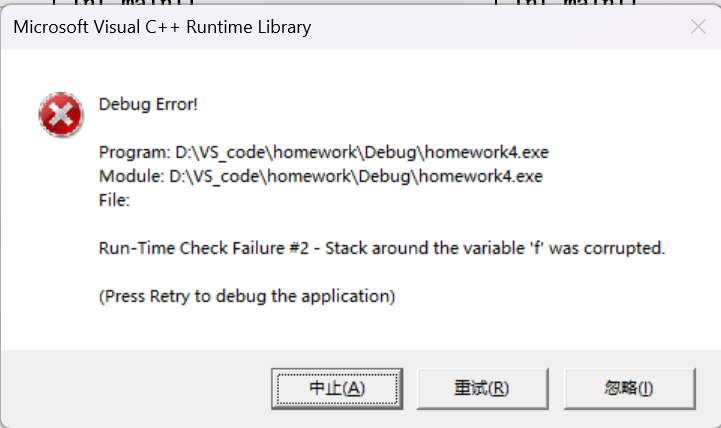 Microsoft Visual C++ Runtime Library
Debug Error!
Program: D:\VS_code\homework\Debug\homework4.exe
Module: D:\VS_code\homework\Debug\homework4.exe
File:
Run-Time Check Failure #2 - Stack around the variable 'f' was corrupted.
(Press Retry to debug the application)
中止(A) 重试(R) 忽略(I)